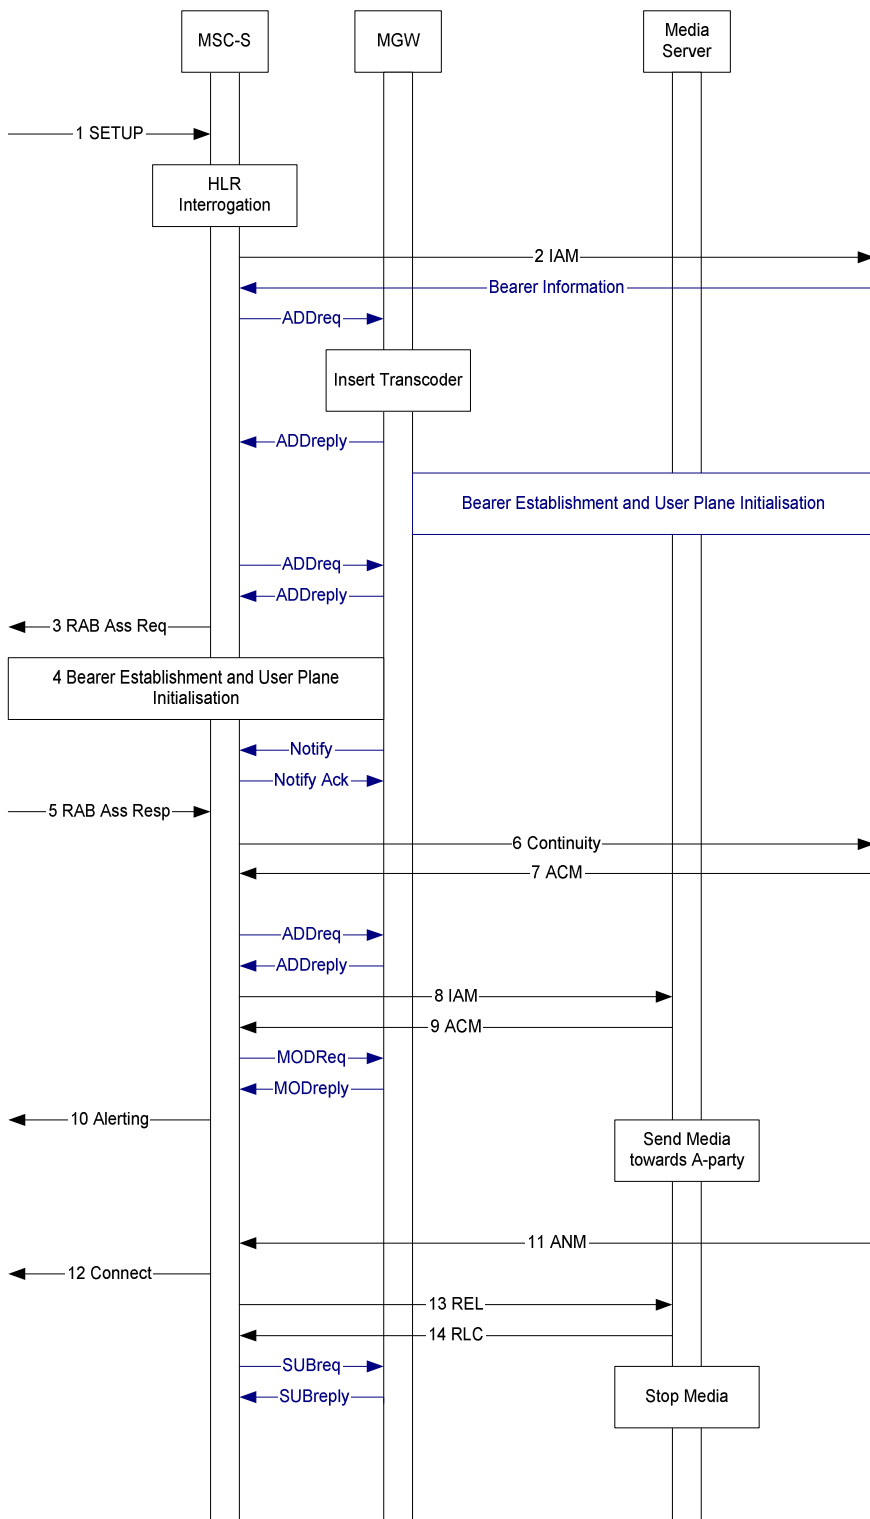 MSC-S
MGW
Media
Server
1 SETUP
HLR
Interrogation
2 IAM
Bearer Information
ADDreq
Insert Transcoder
ADDreply
Bearer Establishment and User Plane Initialisation
ADDreq
ADDreply
3 RAB Ass Req
4 Bearer Establishment and User Plane
Initialisation
Notify
Notify Ack
5 RAB Ass Resp
6 Continuity
7 ACM
ADDreq
ADDreply
8 IAM
9 ACM
MODReq
MODreply
10 Alerting
Send Media
towards A-party
11 ANM
12 Connect
13 REL
14 RLC
SUBreq
SUBreply
Stop Media